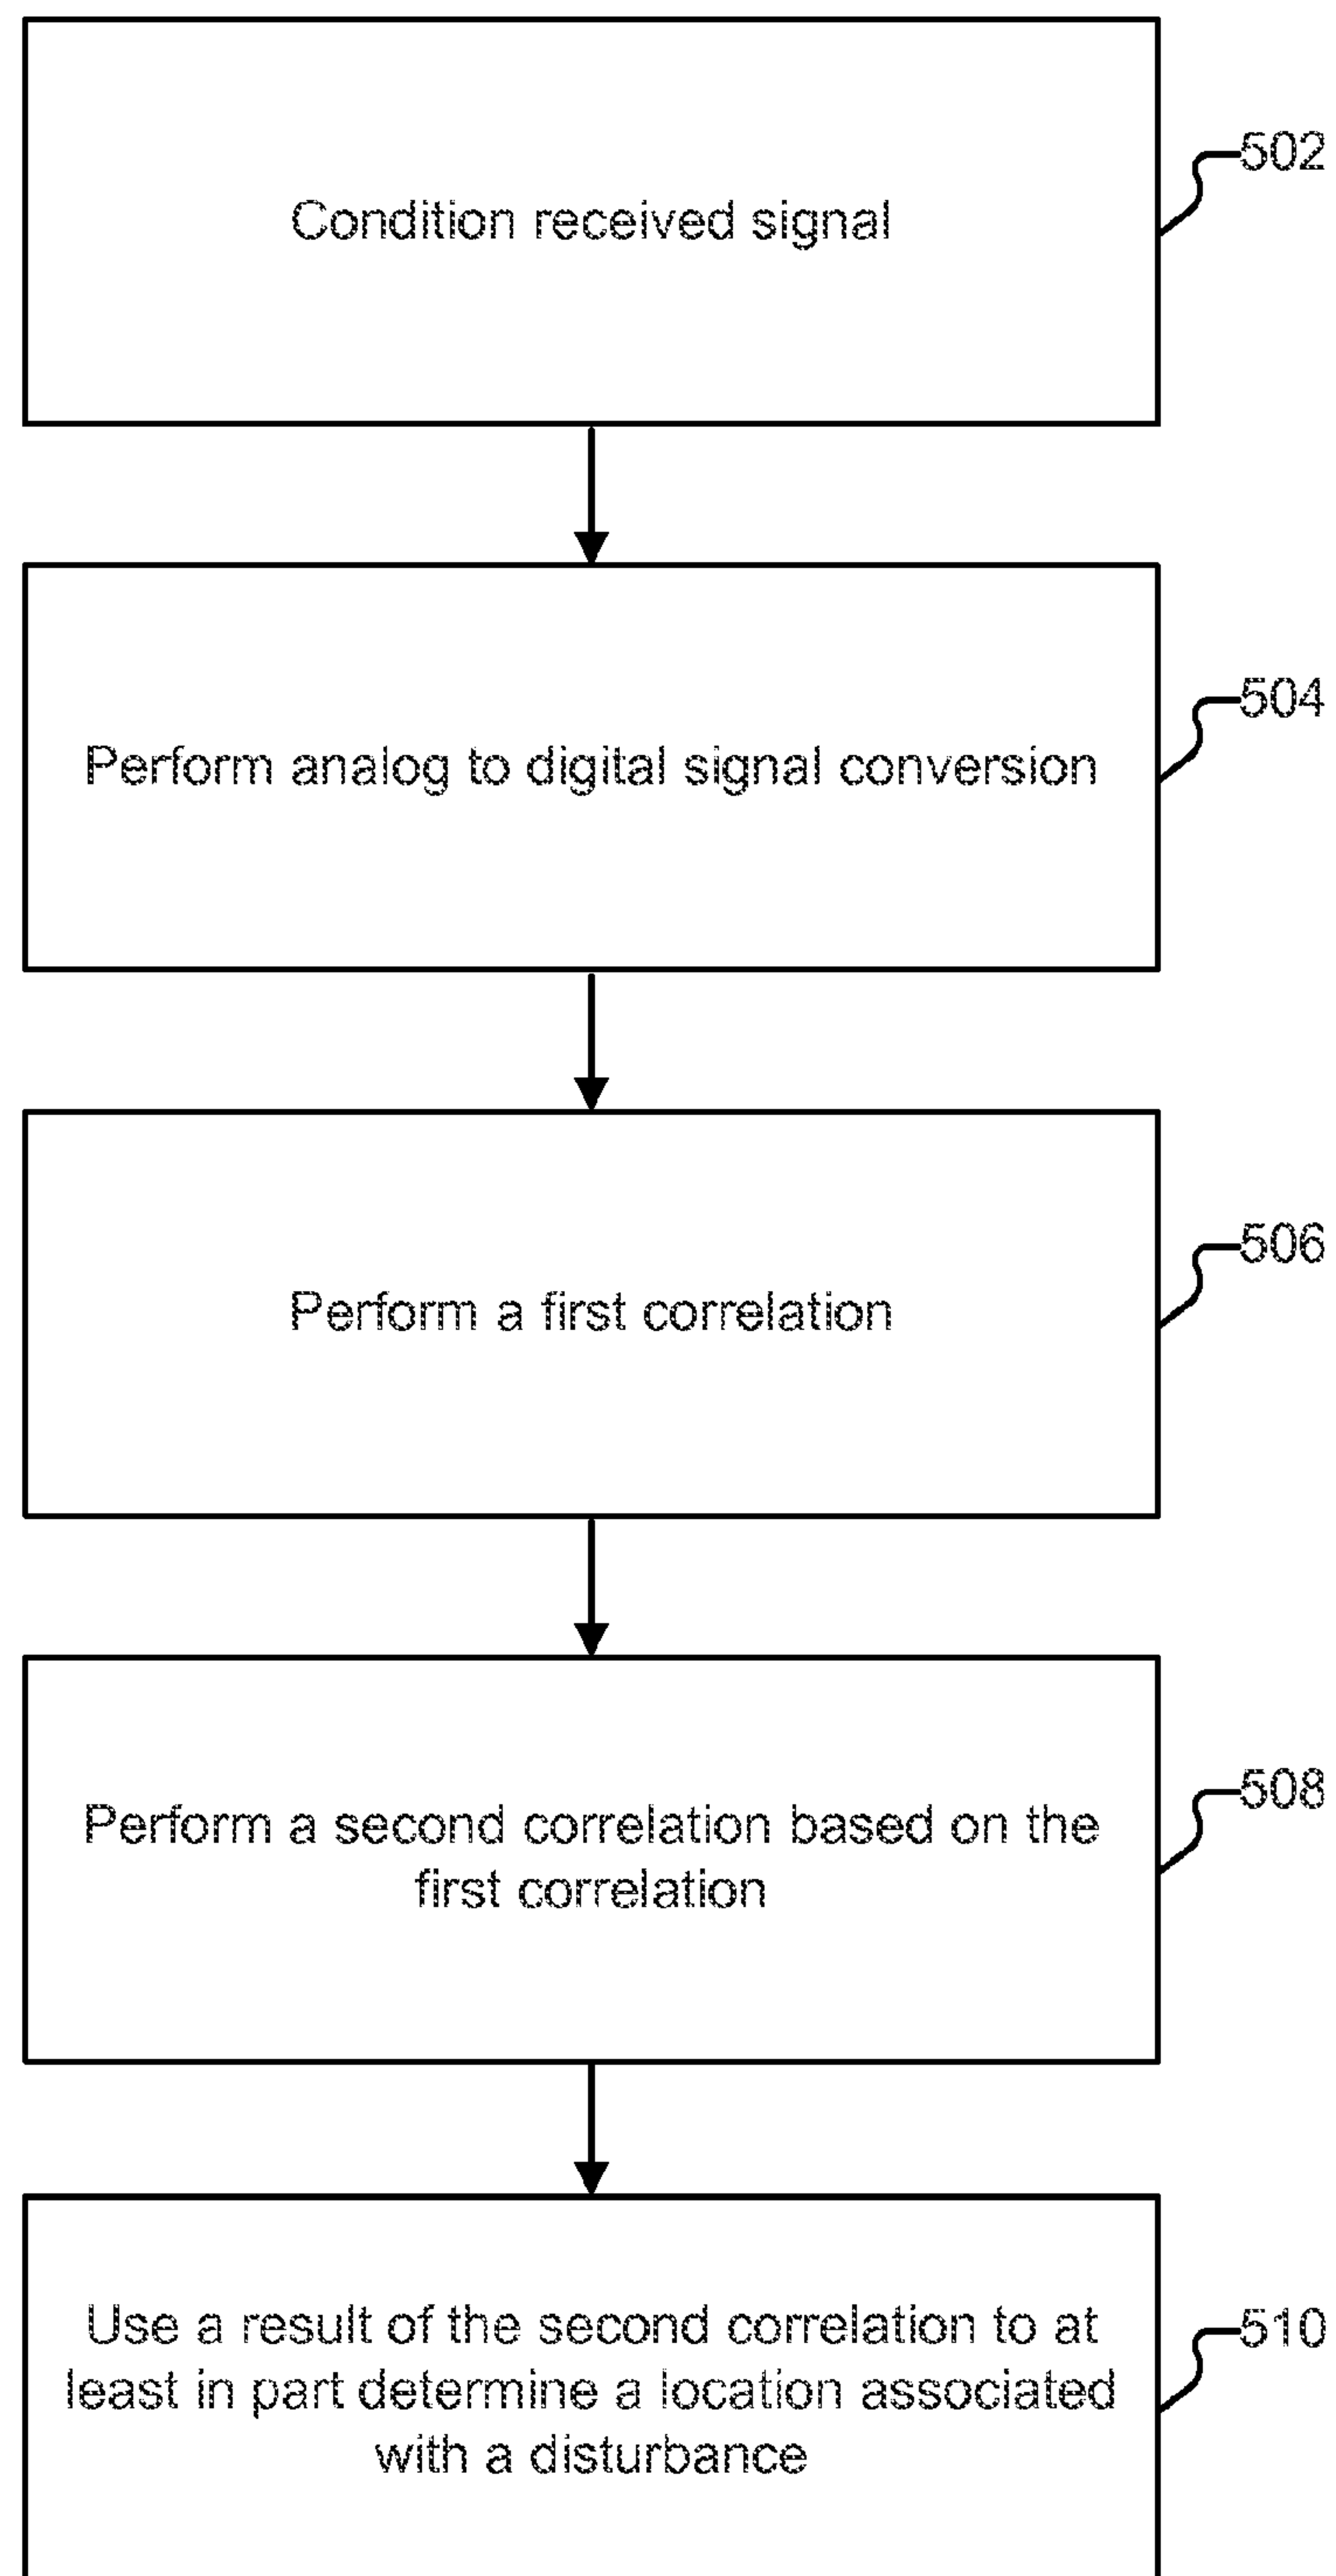 Condition received signal
502
Perform analog to digital signal conversion
504
Perform a first correlation
506
Perform a second correlation based on the
first correlation
508
Use a result of the second correlation to at
least in part determine a location associated
with a disturbance
510